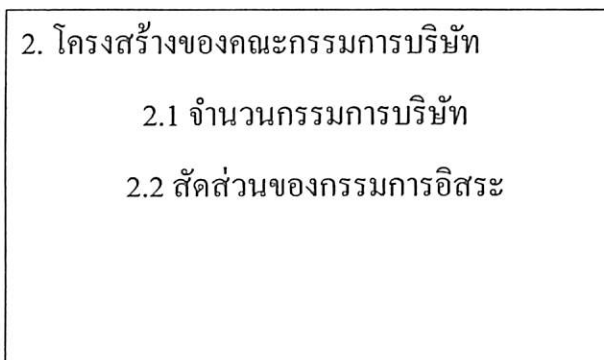 2. โครงสร้างของคณะกรรมการบริษัท
2.1 จำนวนกรรมการบริษัท
2.2 สัดส่วนของกรรมการอิสระ